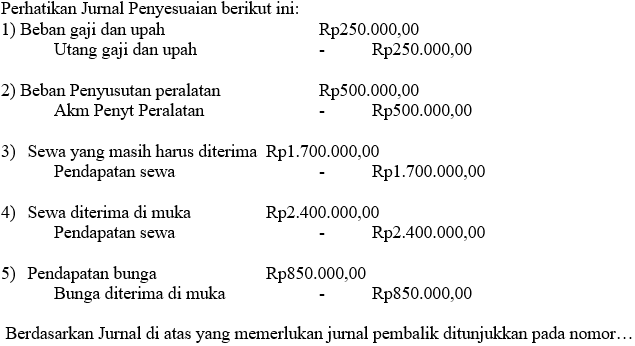 Perhatikan Jurnal Penyesuaian berikut ini:
1) Beban gaji dan upah Rp250.000,00
Utang gaji dan upah - Rp250.000,00
2) Beban Penyusutan peralatan Rp500.000,00
Akm Penyt Peralatan - Rp500.000,00
3) Sewa yang masih harus diterima Rp1.700.000,00
Pendapatan sewa - Rp1.700.000,00
4) Sewa diterima di muka Rp2.400.000,00
Pendapatan sewa - Rp2.400.000,00
5) Pendapatan bunga Rp850.000,00
Bunga diterima di muka - Rp850.000,00
Berdasarkan Jurnal di atas yang memerlukan jurnal pembalik ditunjukkan pada nomor…